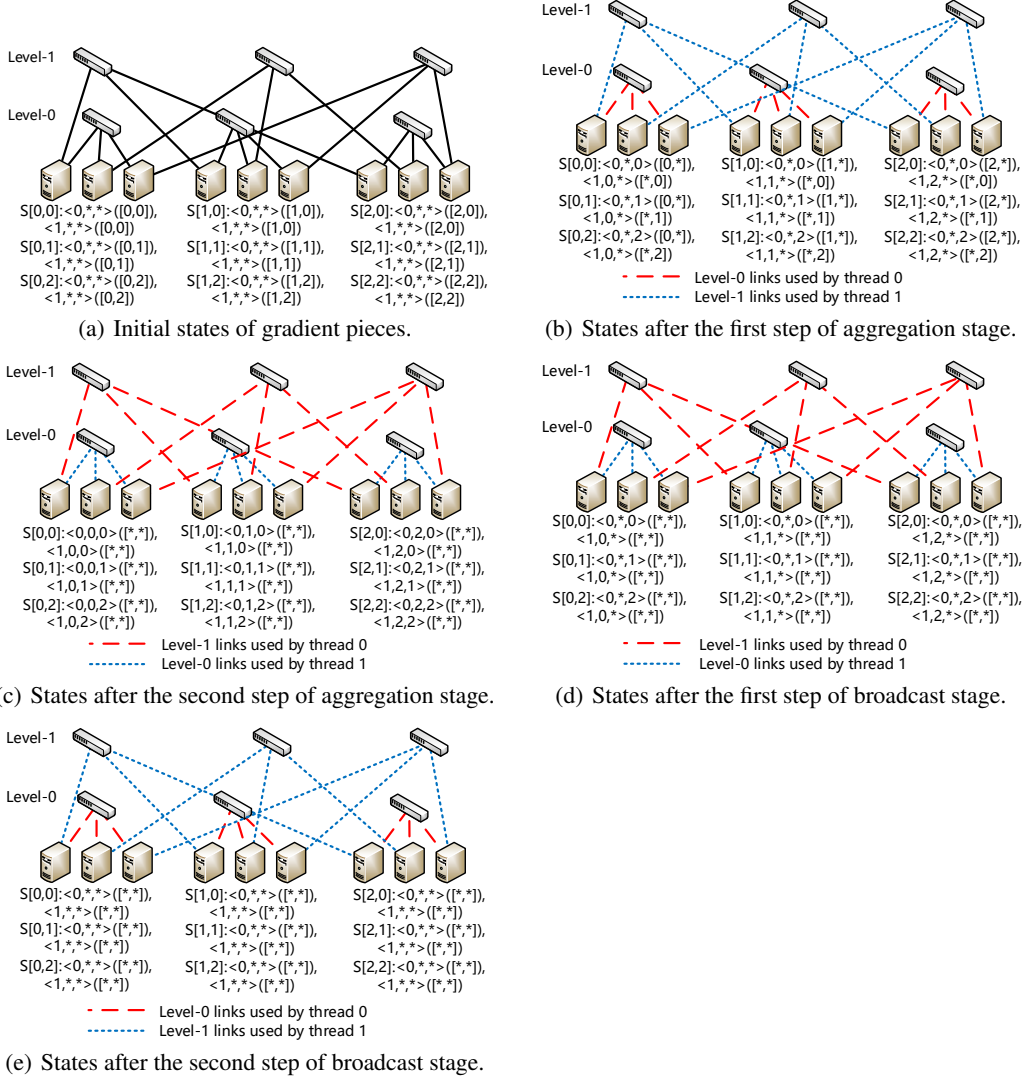 Level-1
Level-0
S[0,0]:<0,*,*>([0,0]),
<1,*,*>([0,0])
S[0,1]:<0,*,*>([0,1]),
<1,*,*>([0,1])
S[0,2]:<0,*,*>([0,2]),
<1,*,*>([0,2])
S[1,0]:<0,*,*>([1,0]),
<1,*,*>([1,0])
S[1,1]:<0,*,*>([1,1]),
<1,*,*>([1,1])
S[1,2]:<0,*,*>([1,2]),
<1,*,*>([1,2])
S[2,0]:<0,*,*>([2,0]),
<1,*,*>([2,0])
S[2,1]:<0,*,*>([2,1]),
<1,*,*>([2,1])
S[2,2]:<0,*,*>([2,2]),
<1,*,*>([2,2])
(a) Initial states of gradient pieces.
Level-1
Level-0
S[0,0]:<0,*,0>([0,*]),
<1,0,*>([*,0])
S[0,1]:<0,*,1>([0,*]),
<1,0,*>([*,1])
S[0,2]:<0,*,2>([0,*]),
<1,0,*>([*,2])
S[1,0]:<0,*,0>([1,*]),
<1,1,*>([*,0])
S[1,1]:<0,*,1>([1,*]),
<1,1,*>([*,1])
S[1,2]:<0,*,2>([1,*]),
<1,1,*>([*,2])
S[2,0]:<0,*,0>([2,*]),
<1,2,*>([*,0])
S[2,1]:<0,*,1>([2,*]),
<1,2,*>([*,1])
S[2,2]:<0,*,2>([2,*]),
<1,2,*>([*,2])
Level-0 links used by thread 0
Level-1 links used by thread 1
(b) States after the first step of aggregation stage.
Level-1
Level-0
S[0,0]:<0,0,0>([*,*]),
<1,0,0>([*,*])
S[0,1]:<0,0,1>([*,*]),
<1,0,1>([*,*])
S[0,2]:<0,0,2>([*,*]),
<1,0,2>([*,*])
S[1,0]:<0,1,0>([*,*]),
<1,1,0>([*,*])
S[1,1]:<0,1,1>([*,*]),
<1,1,1>([*,*])
S[1,2]:<0,1,2>([*,*]),
<1,1,2>([*,*])
S[2,0]:<0,2,0>([*,*]),
<1,2,0>([*,*])
S[2,1]:<0,2,1>([*,*]),
<1,2,1>([*,*])
S[2,2]:<0,2,2>([*,*]),
<1,2,2>([*,*])
Level-1 links used by thread 0
Level-0 links used by thread 1
(c) States after the second step of aggregation stage.
Level-1
Level-0
S[0,0]:<0,*,0>([*,*]),
<1,0,*>([*,*])
S[0,1]:<0,*,1>([*,*]),
<1,0,*>([*,*])
S[0,2]:<0,*,2>([*,*]),
<1,0,*>([*,*])
S[1,0]:<0,*,0>([*,*]),
<1,1,*>([*,*])
S[1,1]:<0,*,1>([*,*]),
<1,1,*>([*,*])
S[1,2]:<0,*,2>([*,*]),
<1,1,*>([*,*])
S[2,0]:<0,*,0>([*,*]),
<1,2,*>([*,*])
S[2,1]:<0,*,1>([*,*]),
<1,2,*>([*,*])
S[2,2]:<0,*,2>([*,*]),
<1,2,*>([*,*])
Level-1 links used by thread 0
Level-0 links used by thread 1
(d) States after the first step of broadcast stage.
Level-1
Level-0
S[0,0]:<0,*,*>([*,*]),
<1,*,*>([*,*])
S[0,1]:<0,*,*>([*,*]),
<1,*,*>([*,*])
S[0,2]:<0,*,*>([*,*]),
<1,*,*>([*,*])
S[1,0]:<0,*,*>([*,*]),
<1,*,*>([*,*])
S[1,1]:<0,*,*>([*,*]),
<1,*,*>([*,*])
S[1,2]:<0,*,*>([*,*]),
<1,*,*>([*,*])
S[2,0]:<0,*,*>([*,*]),
<1,*,*>([*,*])
S[2,1]:<0,*,*>([*,*]),
<1,*,*>([*,*])
S[2,2]:<0,*,*>([*,*]),
<1,*,*>([*,*])
Level-0 links used by thread 0
Level-1 links used by thread 1
(e) States after the second step of broadcast stage.